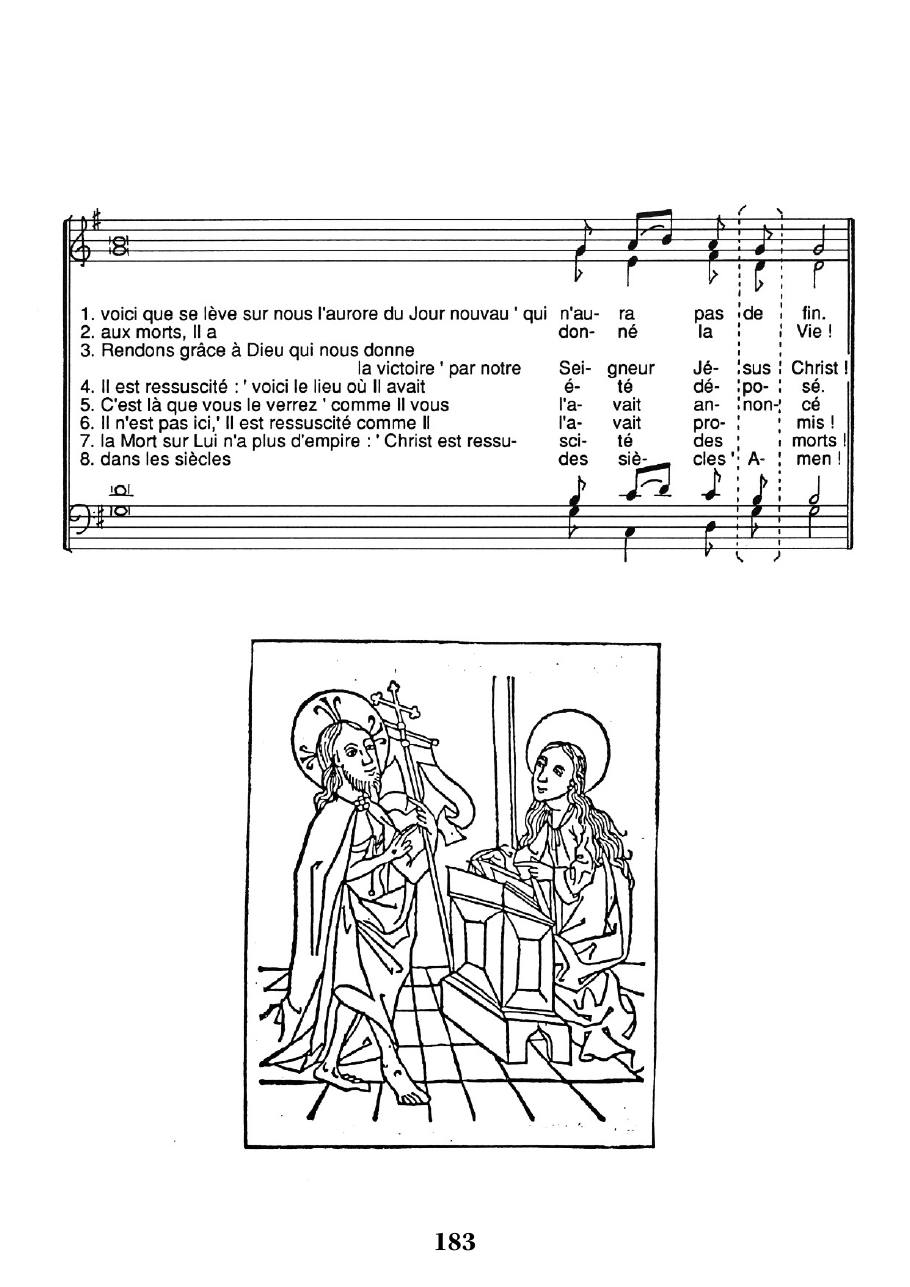 1. voici que se lève sur nous l'aurore du Jour nouvau ' qui n'au- ra pas de fin.
2. aux morts, Il a don- né la Vie !
3. Rendons grâce à Dieu qui nous donne
la victoire ' par notre Sei- gneur Jé- sus Christ !
4. Il est ressuscité : ' voici le lieu où Il avait é- té dé- po- sé.
5. C'est là que vous le verrez ' comme Il vous l'a- vait an- non- cé
6. Il n'est pas ici,' Il est ressuscité comme Il l'a- vait pro- mis !
7. la Mort sur Lui n'a plus d'empire : ' Christ est ressu- sci- té des morts !
8. dans les siècles des siè- cles ' A- men !
183